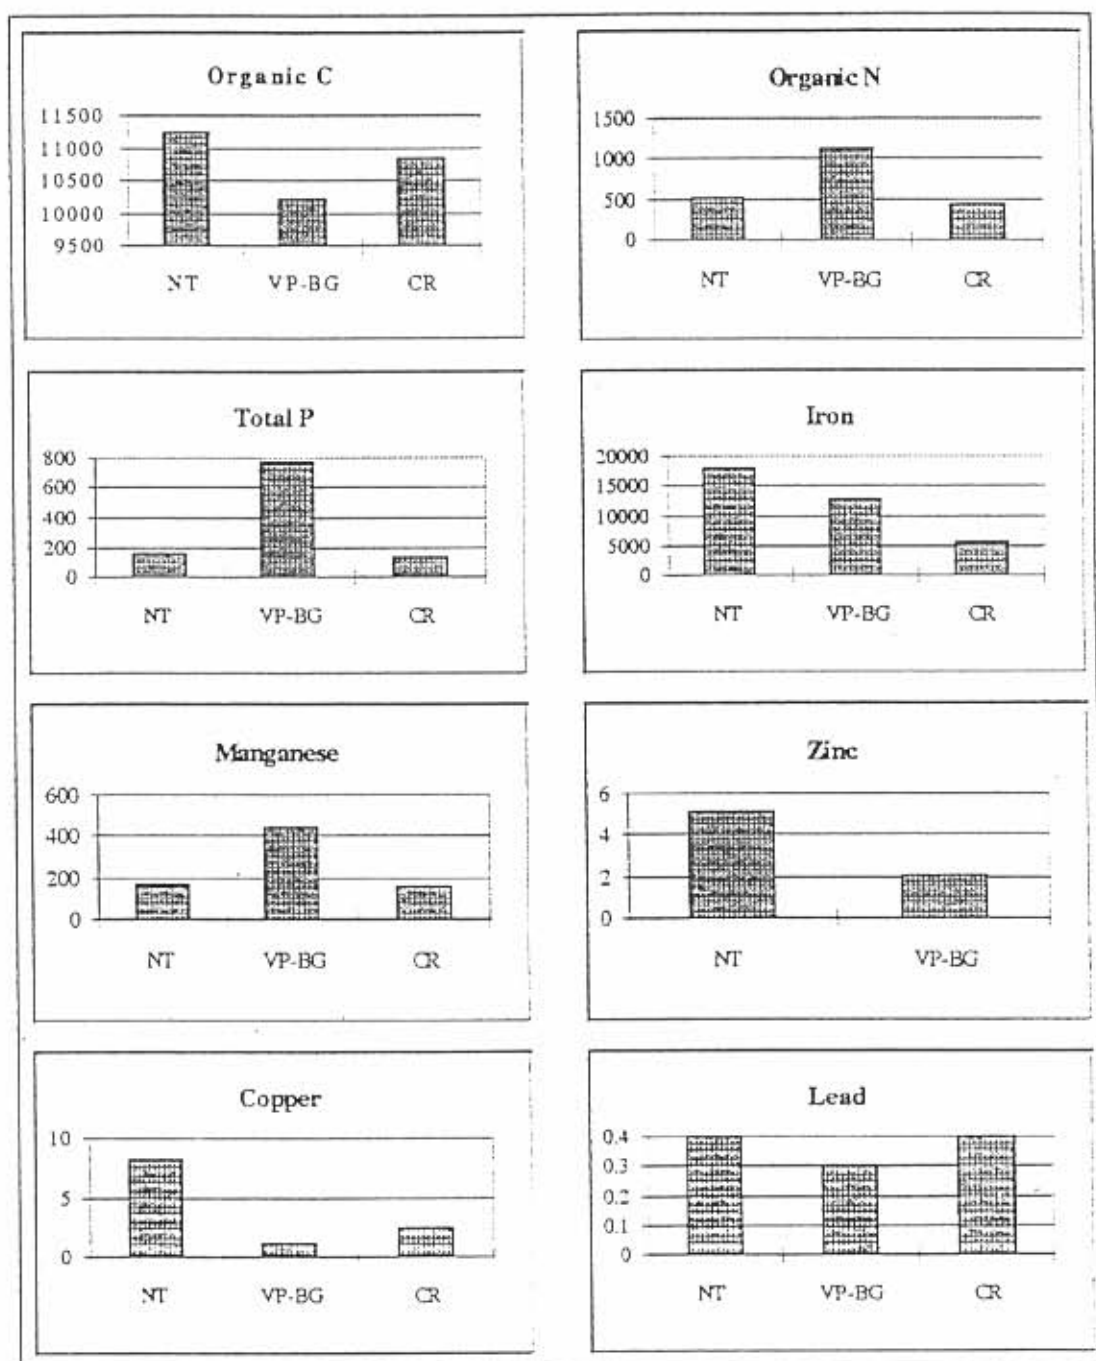 Organic C
11500
11000
10500
10000
9500
NT VP-BG CR
Organic N
1500
1000
500
0
NT VP-BG CR
Total P
800
600
400
200
0
NT VP-BG CR
Iron
20000
15000
10000
5000
0
NT VP-BG CR
Manganese
600
400
200
0
NT VP-BG CR
Zinc
6
4
2
0
NT VP-BG
Copper
10
5
0
NT VP-BG CR
Lead
0.4
0.3
0.2
0.1
0
NT VP-BG CR